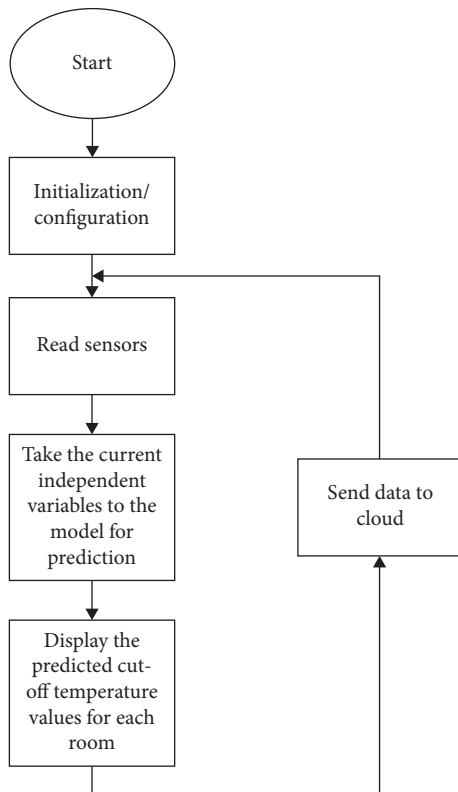 Start
Initialization/
configuration
Read sensors
Take the current
independent
variables to the
model for
prediction
Send data to
cloud
Display the
predicted cut-
off temperature
values for each
room